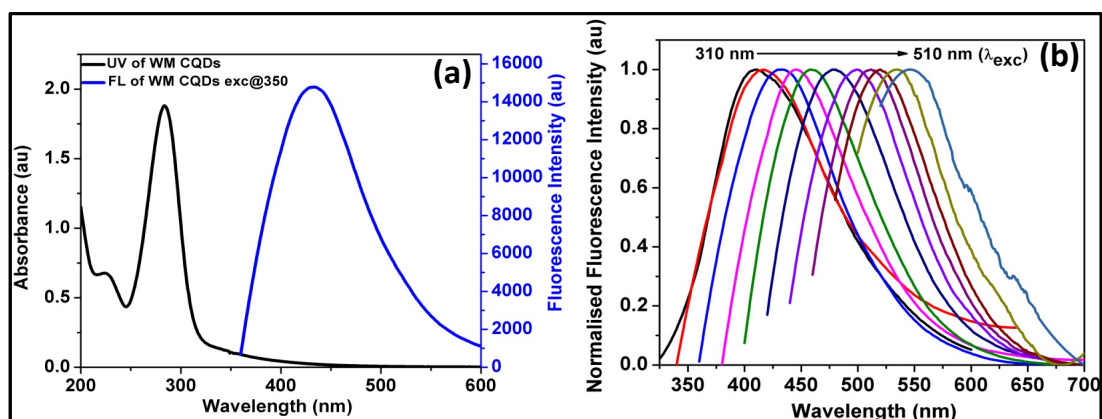 UV of WM CQDs
FL of WM CQDs exc@350
(a)
Absorbance (au)
2.0
1.5
1.0
0.5
0.0
200 300 400 500 600
Wavelength (nm)
16000
14000
12000
10000
8000
6000
4000
2000
0
Fluorescence Intensity (au)
310 nm 510 nm (λexc)
(b)
Normalised Fluorescence Intensity (au)
1.0
0.8
0.6
0.4
0.2
0.0
350 400 450 500 550 600 650 700
Wavelength (nm)